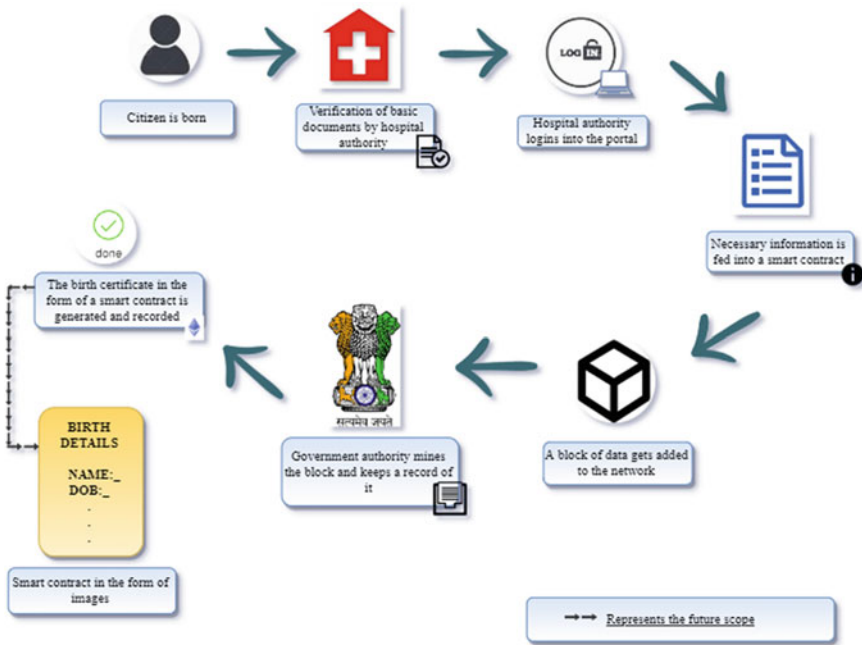 Citizen is born
Verification of basic
documents by hospital
authority
LOG IN
Hospital authority
logins into the portal
Necessary information is
fed into a smart contract
A block of data gets added
to the network
सत्यमेव जयते
Government authority mines
the block and keeps a record of
it
done
The birth certificate in the
form of a smart contract is
generated and recorded
BIRTH
DETAILS
NAME:_
DOB:_
.
.
.
Smart contract in the form of
images
Represents the future scope